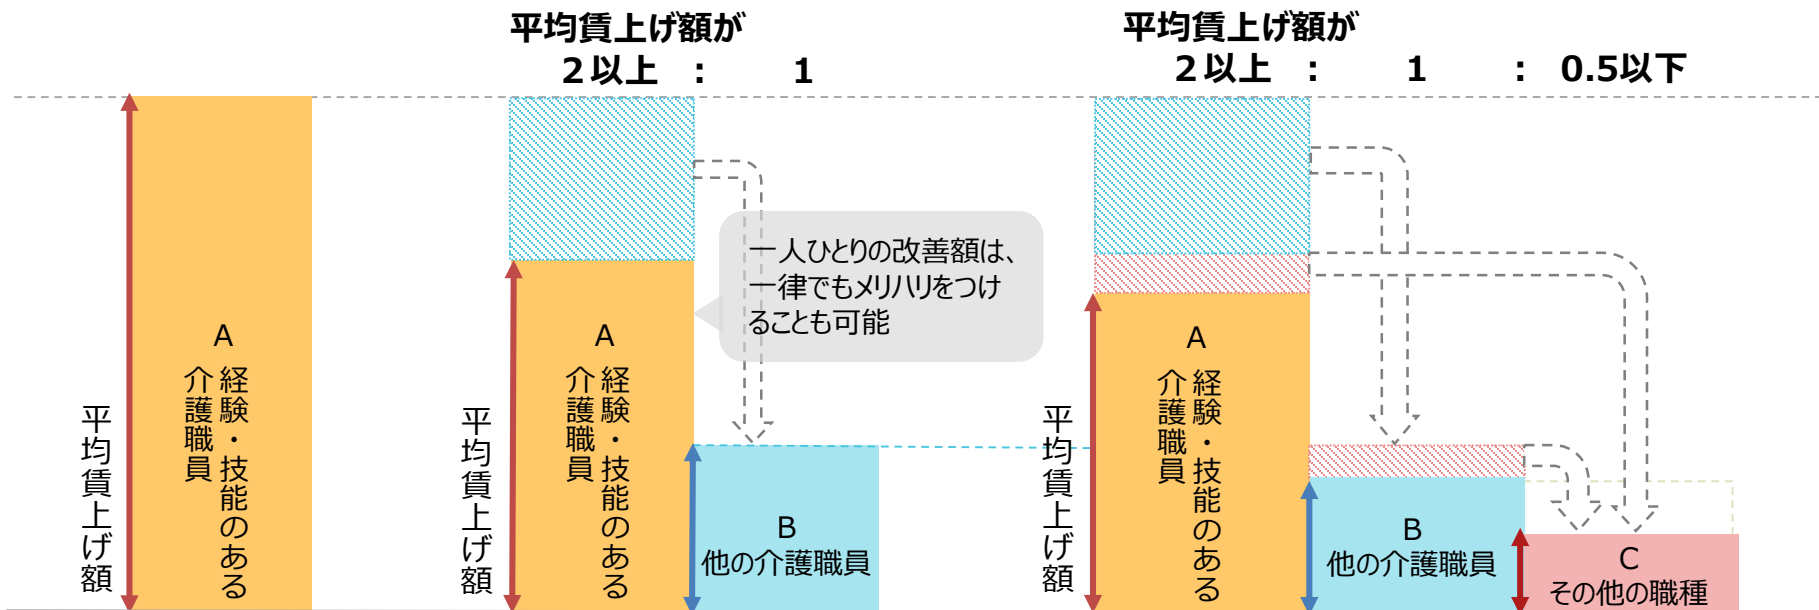 平均賃上げ額が
２以上 : 1
平均賃上げ額が
２以上 : 1 : 0.5以下
平均賃上げ額
A
経験・技能のある
介護職員
平均賃上げ額
A
経験・技能のある
介護職員
一人ひとりの改善額は、
一律でもメリハリをつけ
ることも可能
B
他の介護職員
平均賃上げ額
A
経験・技能のある
介護職員
B
他の介護職員
C
その他の職種